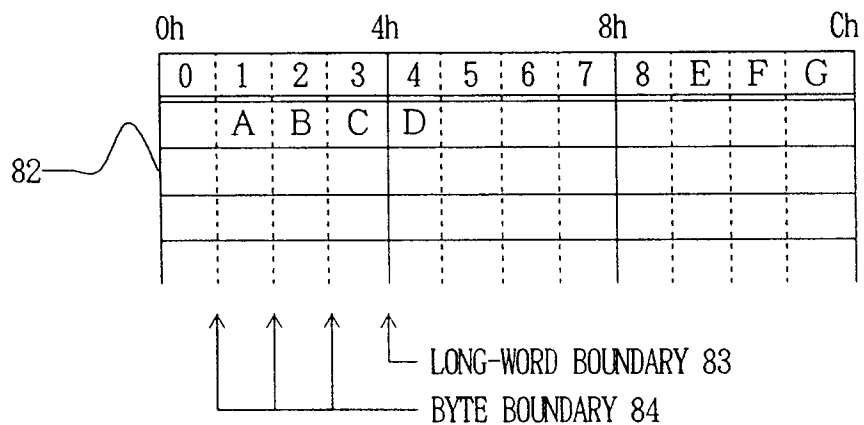 0h 4h 8h Ch
0 1 2 3 4 5 6 7 8 E F G
A B C D
82
LONG-WORD BOUNDARY 83
BYTE BOUNDARY 84